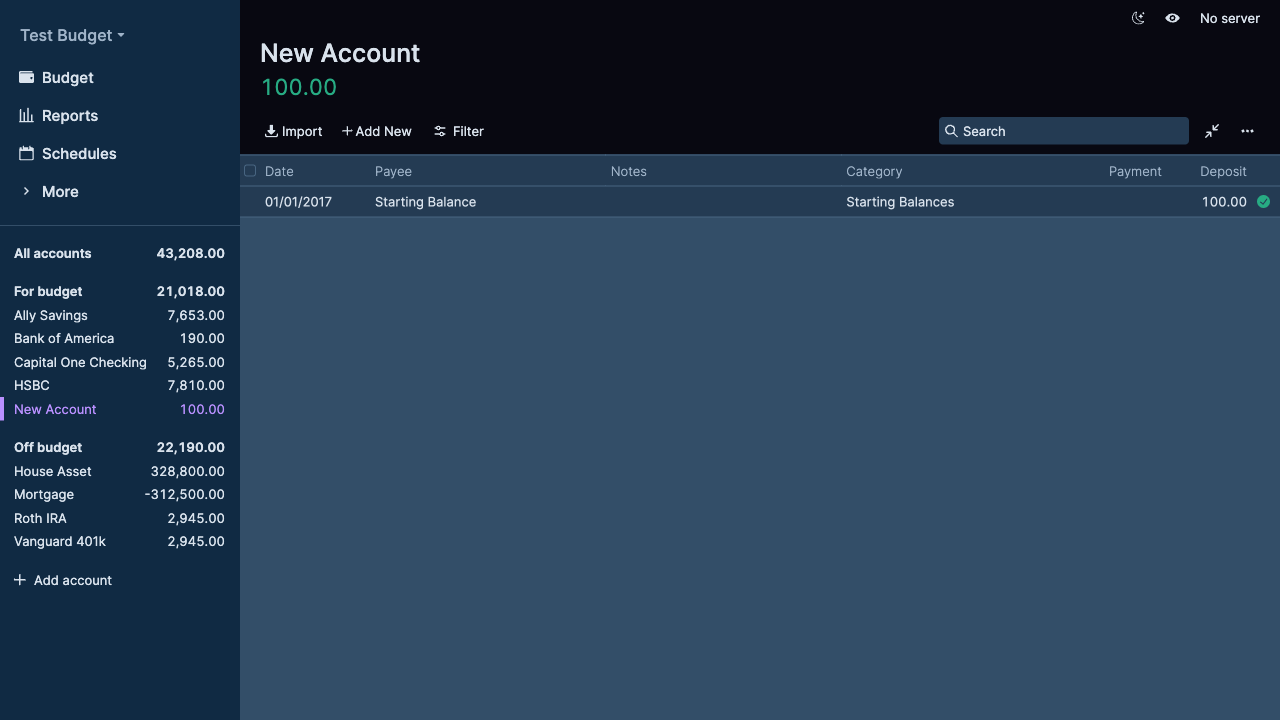 Test Budget
Budget
Reports
Schedules
More
All accounts 43,208.00
For budget 21,018.00
Ally Savings 7,653.00
Bank of America 190.00
Capital One Checking 5,265.00
HSBC 7,810.00
New Account 100.00
Off budget 22,190.00
House Asset 328,800.00
Mortgage -312,500.00
Roth IRA 2,945.00
Vanguard 401k 2,945.00
Add account
No server
New Account
100.00
Import Add New Filter Search
Date Payee Notes Category Payment Deposit
01/01/2017 Starting Balance Starting Balances 100.00